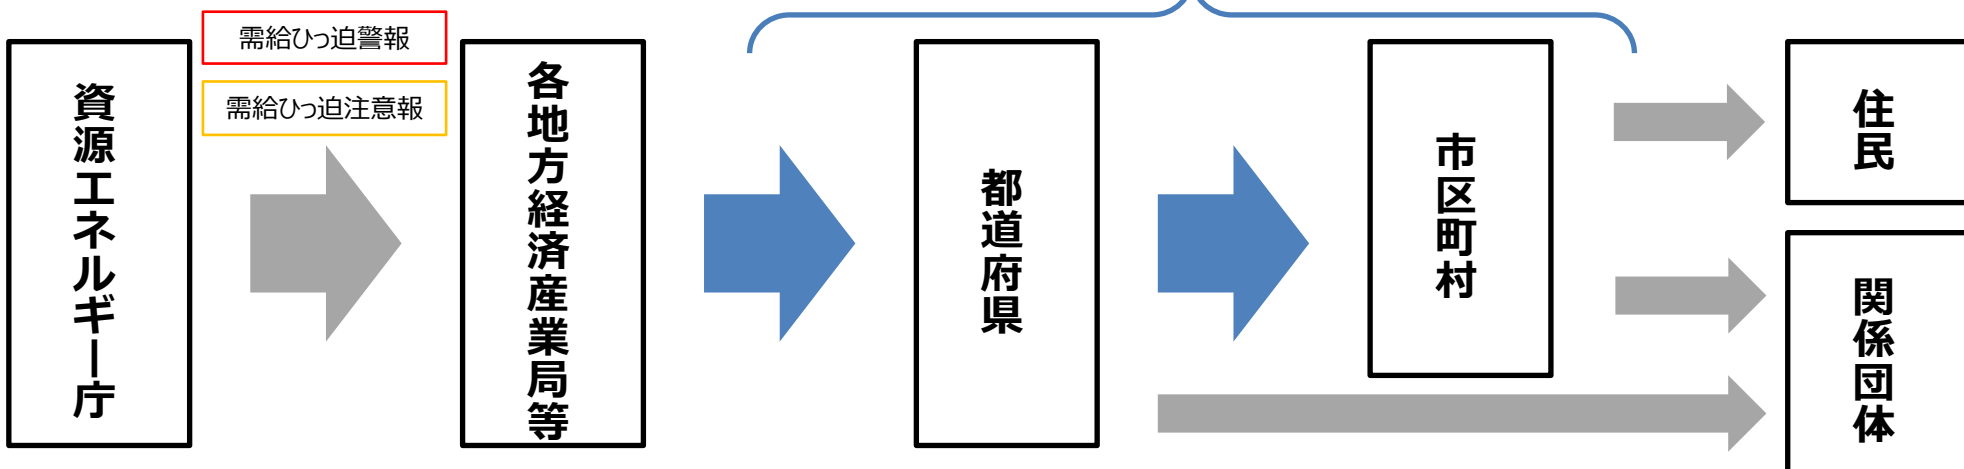 需給ひっ迫警報
需給ひっ迫注意報
資源エネルギー庁
各地方経済産業局等
都道府県
市区町村
住民
関係団体